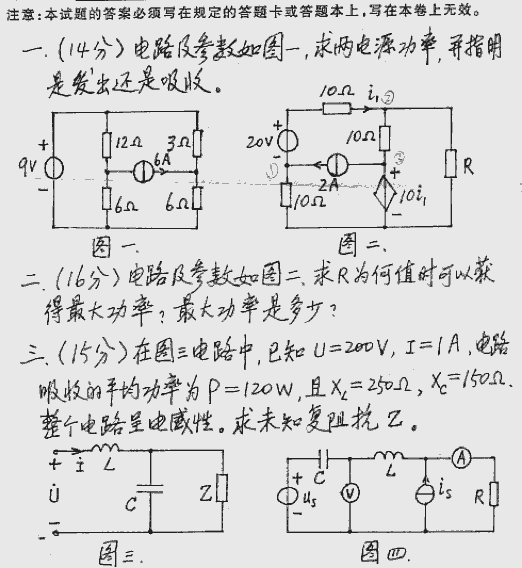 注意：本试题的答案必须写在规定的答题卡或答题本上，写在本卷上无效。
一.（14分）电路及参数如图一，求两电源功率，并指明
是发出还是吸收。
9V + - 12Ω 3Ω 6A 6Ω 6Ω
图一.
20V + - 10Ω i₁ ② 10Ω ① ③ 2A 10Ω + - 10i₁ R
图二.
二.（16分）电路及参数如图二、求R为何值时可以获
得最大功率？最大功率是多少？
三.（15分）在图三电路中，已知U=200V，I=1A，电路
吸收的平均功率为P=120W，且X_L=250Ω，X_C=150Ω.
整个电路呈电感性。求未知复阻抗Z。
+ İ L U̇ - C Z
图三.
+ u_s - C V L i_s A R
图四.